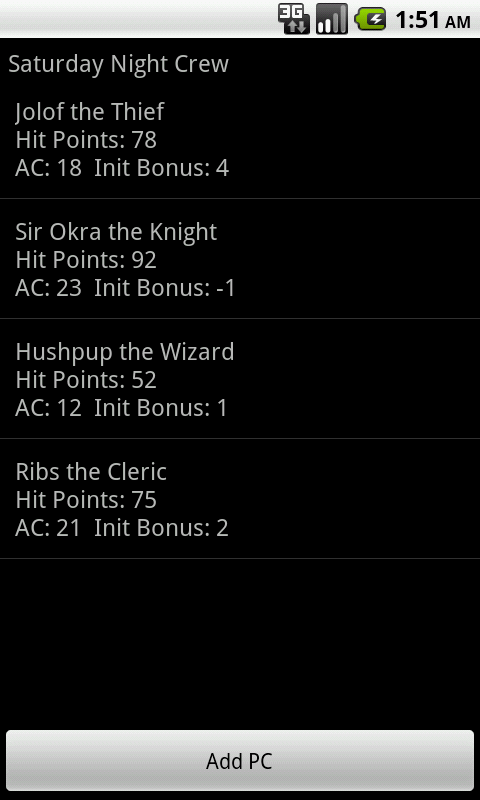 3G 1:51 AM
Saturday Night Crew
Jolof the Thief
Hit Points: 78
AC: 18  Init Bonus: 4
Sir Okra the Knight
Hit Points: 92
AC: 23  Init Bonus: -1
Hushpup the Wizard
Hit Points: 52
AC: 12  Init Bonus: 1
Ribs the Cleric
Hit Points: 75
AC: 21  Init Bonus: 2
Add PC